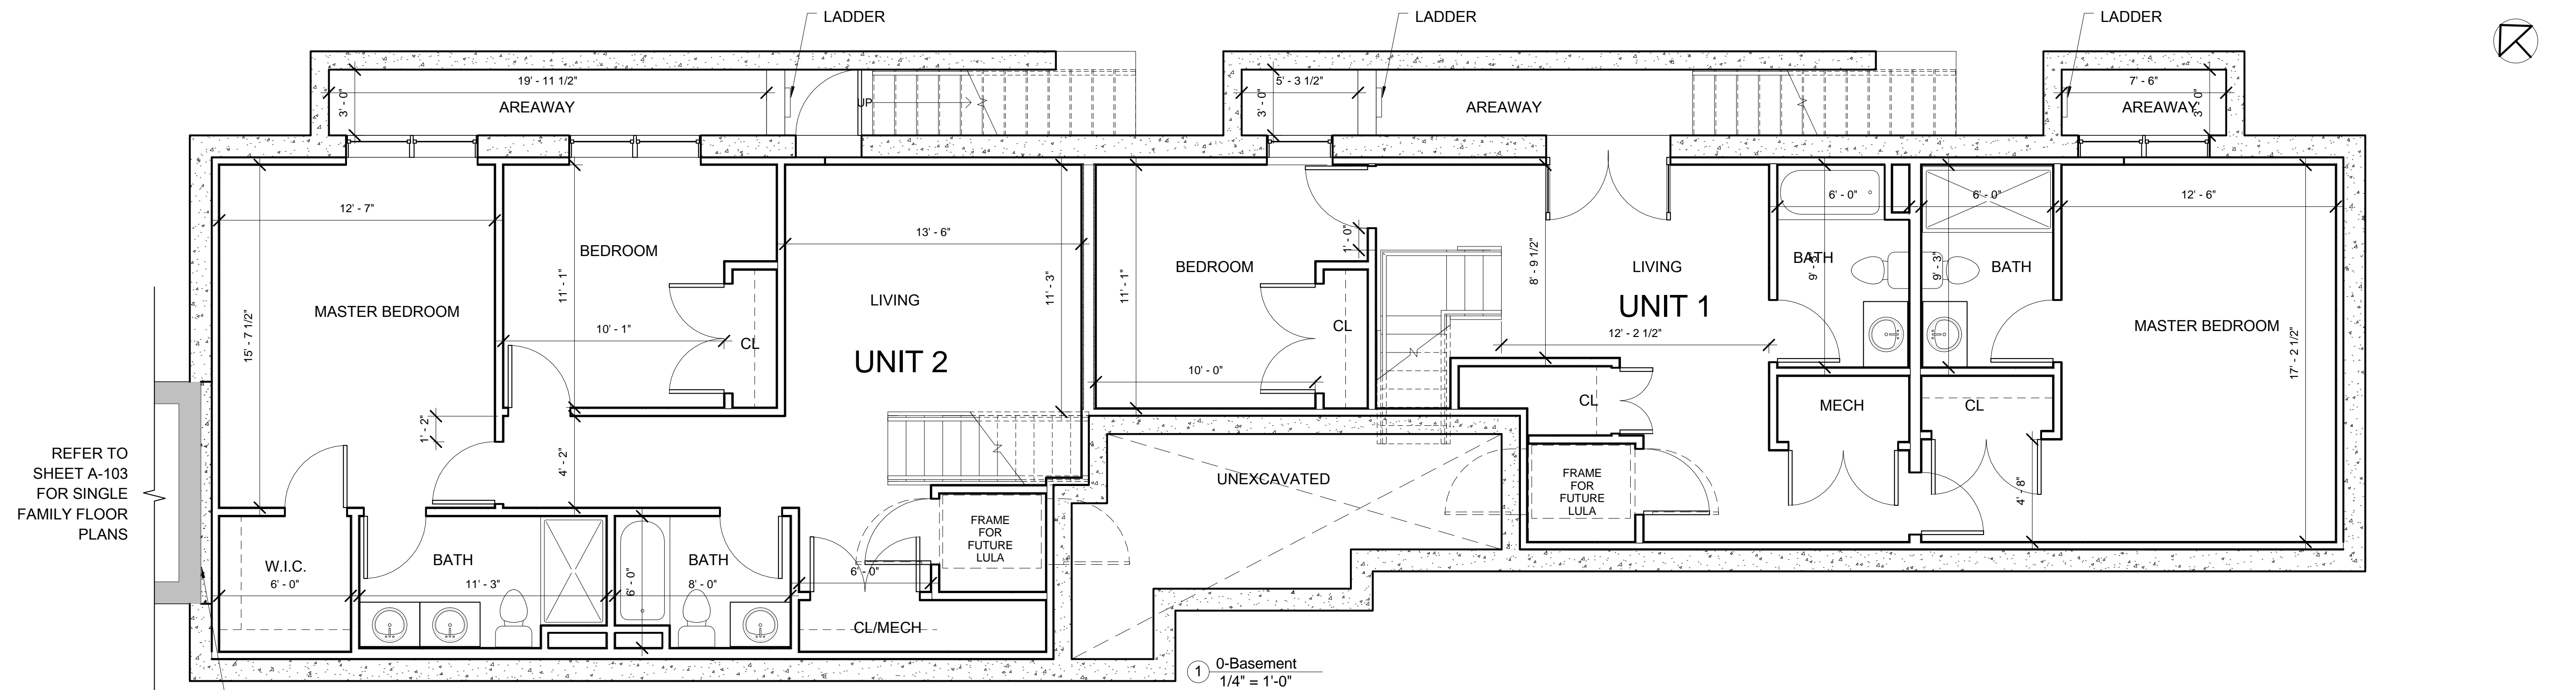 LADDER
LADDER
LADDER
19' - 11 1/2"
AREAWAY
3' - 0"
UP
5' - 3 1/2"
AREAWAY
3' - 0"
7' - 6"
AREAWAY
3' - 0"
12' - 7"
MASTER BEDROOM
15' - 7 1/2"
BEDROOM
11' - 1"
10' - 1"
CL
13' - 6"
LIVING
11' - 3"
UNIT 2
BEDROOM
11' - 1"
10' - 0"
1' - 0"
CL
8' - 9 1/2"
LIVING
UNIT 1
12' - 2 1/2"
6' - 0"
BATH
9' - 3"
6' - 0"
BATH
9' - 3"
12' - 6"
MASTER BEDROOM
17' - 2 1/2"
CL
MECH
CL
1' - 2"
4' - 2"
4' - 8"
REFER TO
SHEET A-103
FOR SINGLE
FAMILY FLOOR
PLANS
UNEXCAVATED
FRAME
FOR
FUTURE
LULA
FRAME
FOR
FUTURE
LULA
W.I.C.
6' - 0"
BATH
11' - 3"
6' - 0"
BATH
8' - 0"
6' - 0"
CL/MECH
1
0-Basement
1/4" = 1'-0"